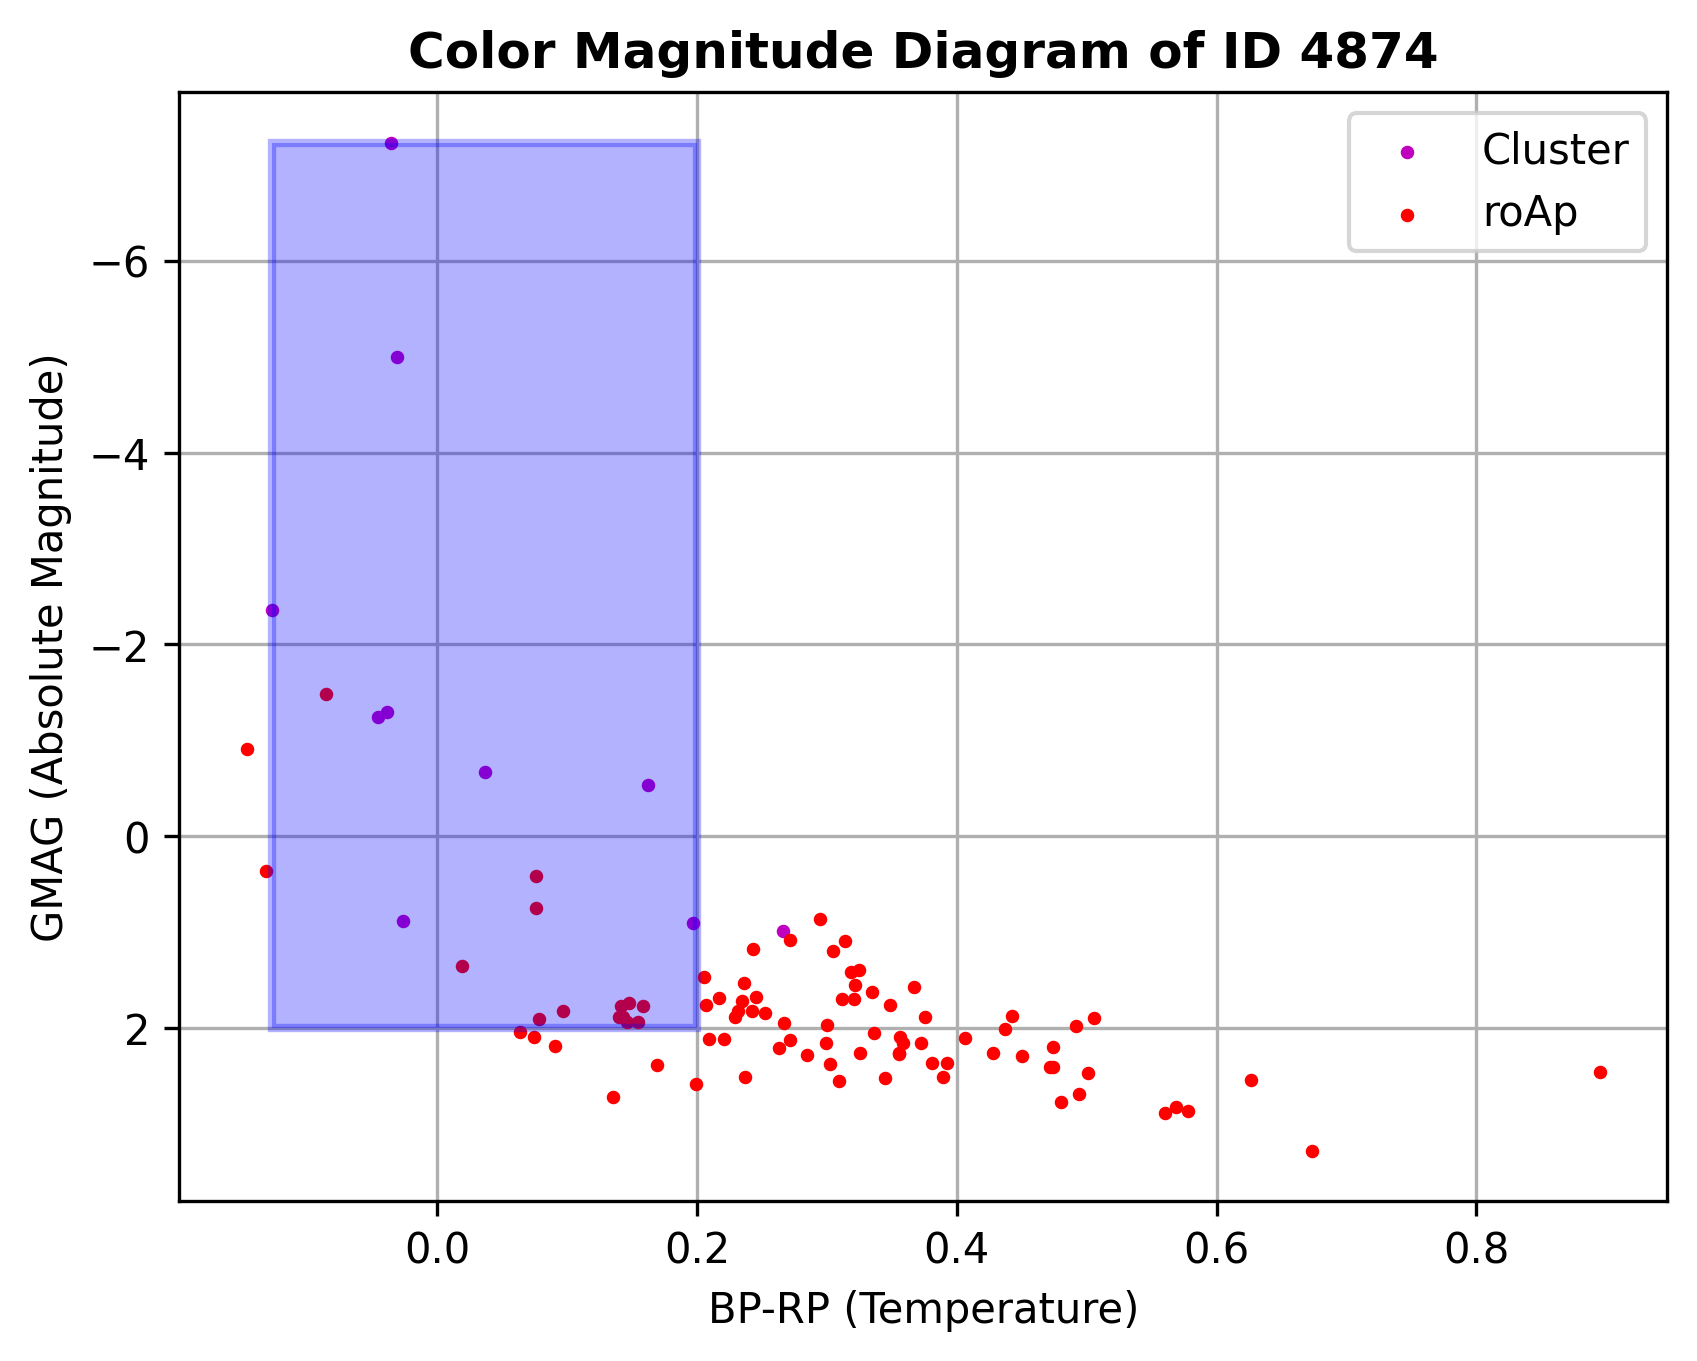 Color Magnitude Diagram of ID 4874
Cluster
roAp
GMAG (Absolute Magnitude)
−6
−4
−2
0
2
0.0 0.2 0.4 0.6 0.8
BP-RP (Temperature)